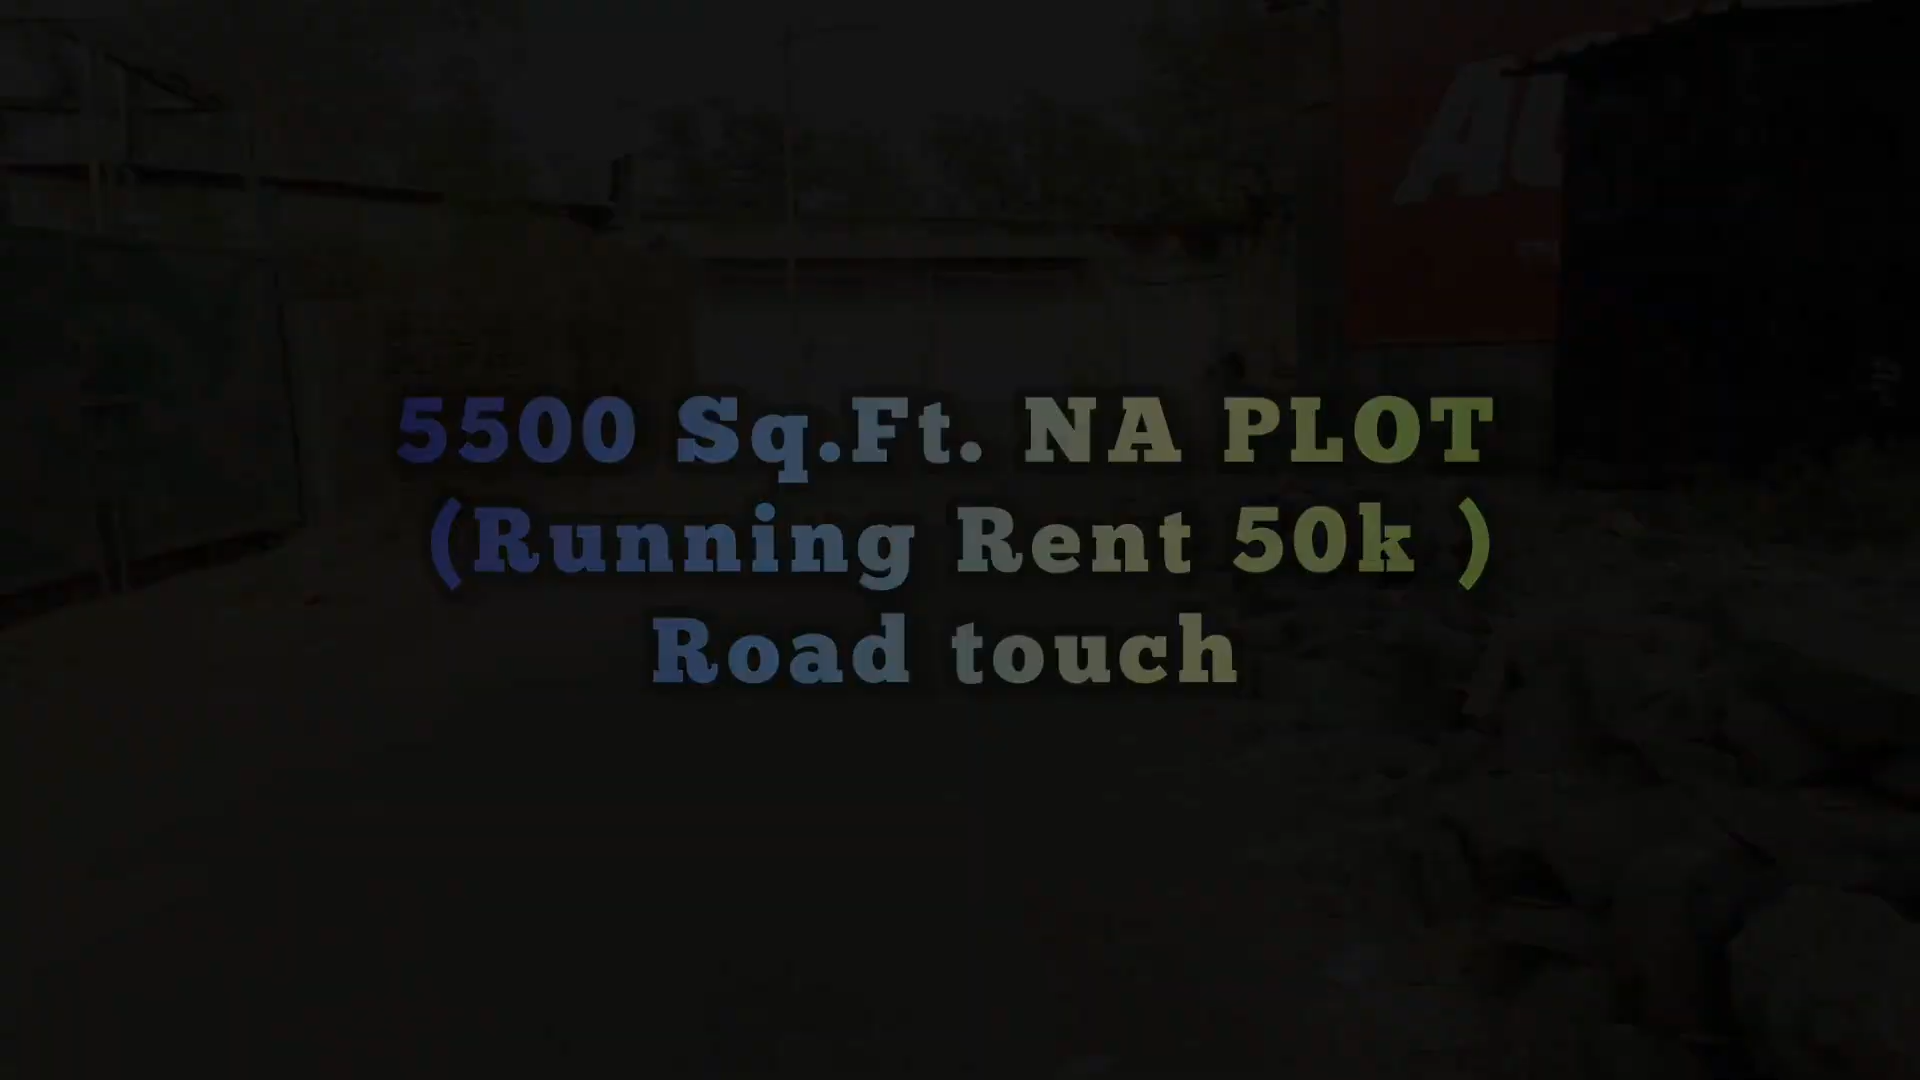 5500 Sq.Ft. NA PLOT
(Running Rent 50k )
Road touch